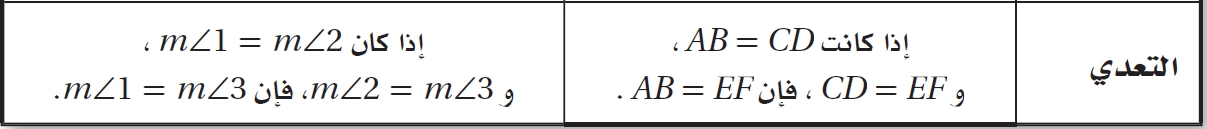 التعدي
إذا كانت AB = CD ،
و CD = EF ، فإن AB = EF .
إذا كان m∠1 = m∠2 ،
و m∠2 = m∠3، فإن m∠1 = m∠3.